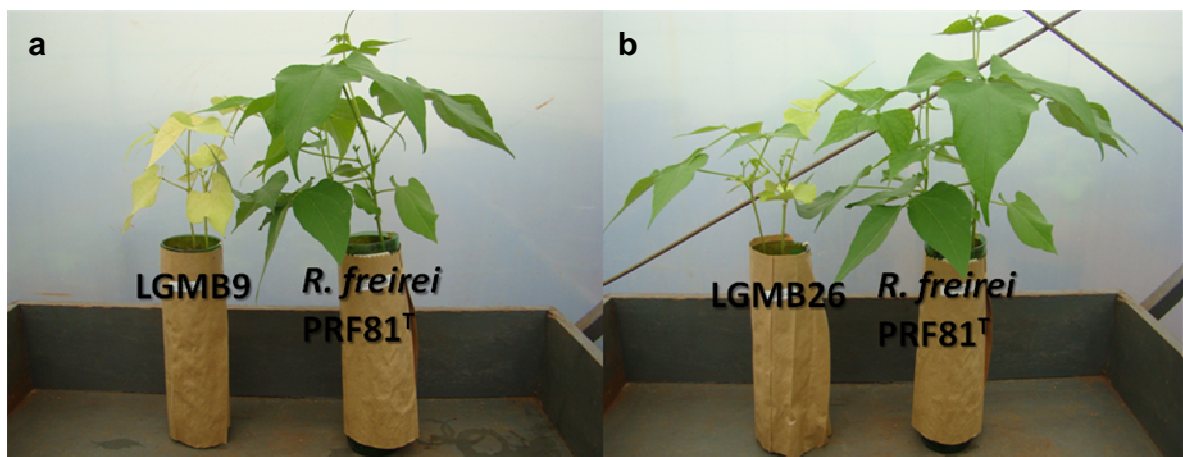 a
LGMB9
R. freirei
PRF81ᵀ
b
LGMB26
R. freirei
PRF81ᵀ